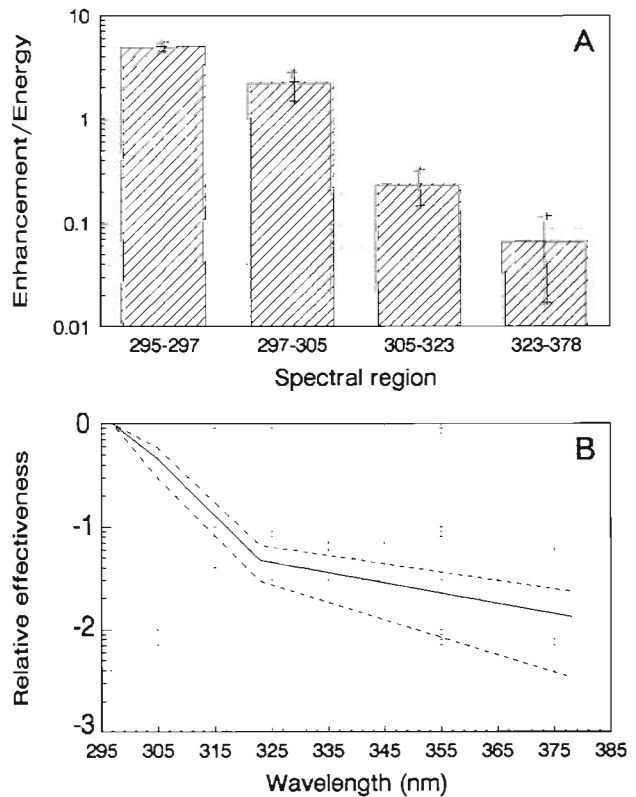 A
Enhancement/Energy
10
1
0.1
0.01
295-297 297-305 305-323 323-378
Spectral region
B
Relative effectiveness
0
-1
-2
-3
295 305 315 325 335 345 355 365 375 385
Wavelength (nm)